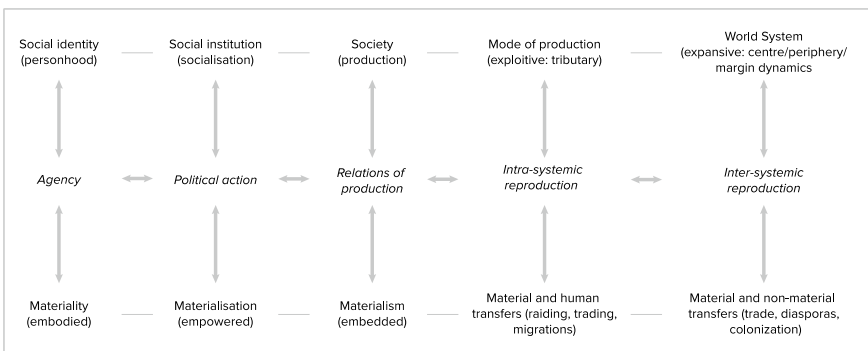 Social identity
(personhood)
Social institution
(socialisation)
Society
(production)
Mode of production
(exploitive: tributary)
World System
(expansive: centre/periphery/
margin dynamics
Agency
Political action
Relations of
production
Intra-systemic
reproduction
Inter-systemic
reproduction
Materiality
(embodied)
Materialisation
(empowered)
Materialism
(embedded)
Material and human
transfers (raiding, trading,
migrations)
Material and non-material
transfers (trade, diasporas,
colonization)